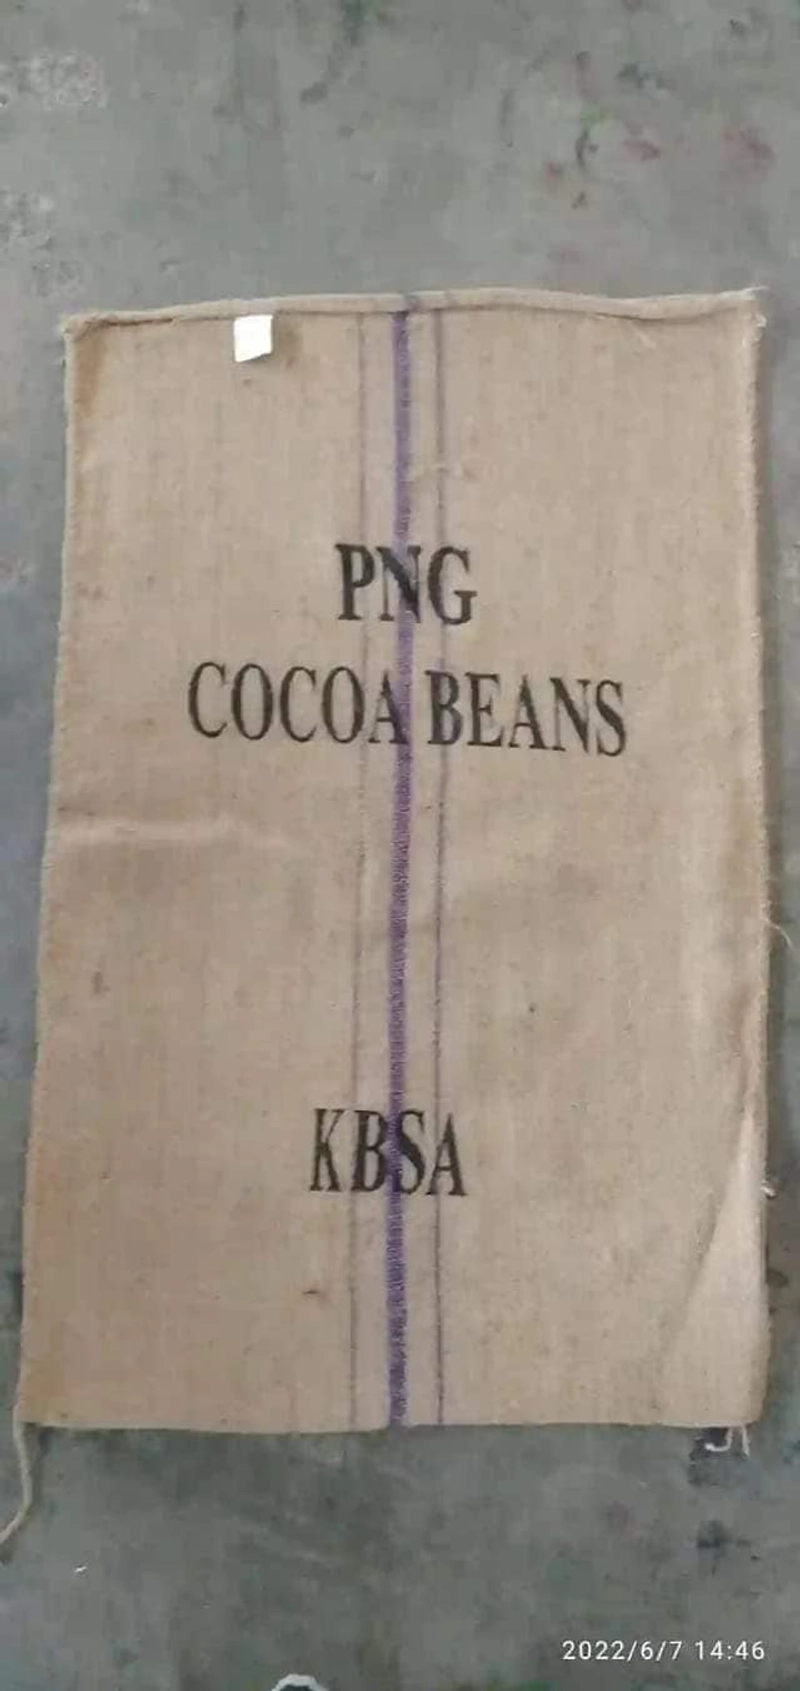 PNG
COCOA BEANS
KBSA
2022/6/7 14:46